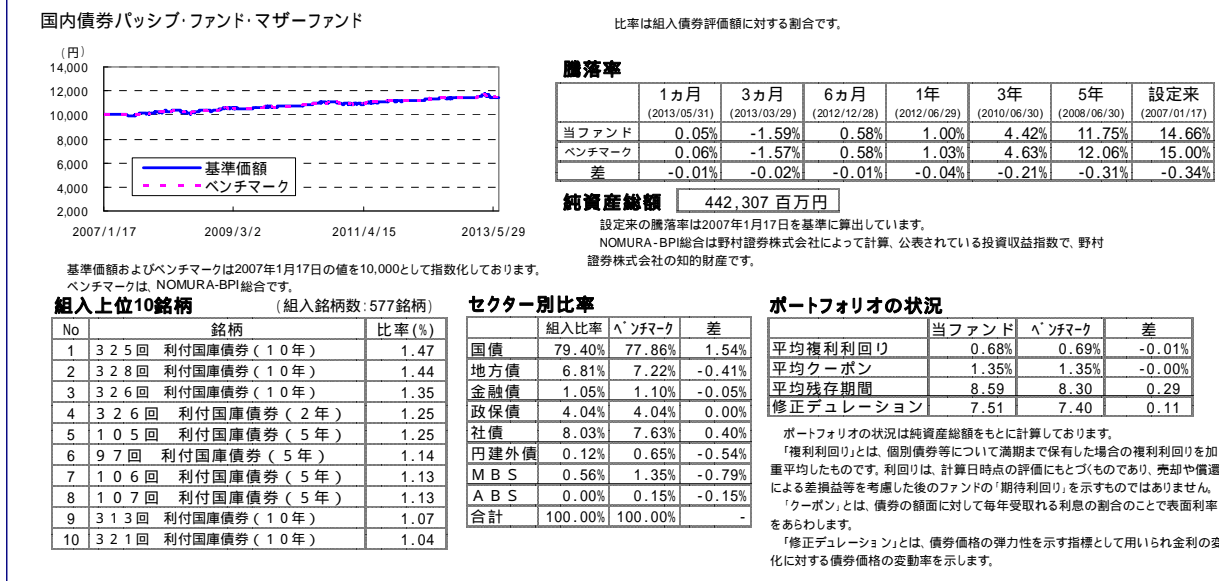 国内債券パッシブ・ファンド・マザーファンド
比率は組入債券評価額に対する割合です。
(円)
14,000
12,000
10,000
8,000
6,000
4,000
2,000
基準価額
ベンチマーク
2007/1/17 2009/3/2 2011/4/15 2013/5/29
基準価額およびベンチマークは2007年1月17日の値を10,000として指数化しております。
ベンチマークは、NOMURA-BPI総合です。
騰落率
1ヵ月 3ヵ月 6ヵ月 1年 3年 5年 設定来
(2013/05/31) (2013/03/29) (2012/12/28) (2012/06/29) (2010/06/30) (2008/06/30) (2007/01/17)
当ファンド 0.05% -1.59% 0.58% 1.00% 4.42% 11.75% 14.66%
ベンチマーク 0.06% -1.57% 0.58% 1.03% 4.63% 12.06% 15.00%
差 -0.01% -0.02% -0.01% -0.04% -0.21% -0.31% -0.34%
純資産総額 442,307 百万円
設定来の騰落率は2007年1月17日を基準に算出しています。
NOMURA-BPI総合は野村證券株式会社によって計算、公表されている投資収益指数で、野村
證券株式会社の知的財産です。
組入上位10銘柄 (組入銘柄数:577銘柄)
No 銘柄 比率(%)
1 325回 利付国庫債券(10年) 1.47
2 328回 利付国庫債券(10年) 1.44
3 326回 利付国庫債券(10年) 1.35
4 326回 利付国庫債券(2年) 1.25
5 105回 利付国庫債券(5年) 1.25
6 97回 利付国庫債券(5年) 1.14
7 106回 利付国庫債券(5年) 1.13
8 107回 利付国庫債券(5年) 1.13
9 313回 利付国庫債券(10年) 1.07
10 321回 利付国庫債券(10年) 1.04
セクター別比率
組入比率 ベンチマーク 差
国債 79.40% 77.86% 1.54%
地方債 6.81% 7.22% -0.41%
金融債 1.05% 1.10% -0.05%
政保債 4.04% 4.04% 0.00%
社債 8.03% 7.63% 0.40%
円建外債 0.12% 0.65% -0.54%
MBS 0.56% 1.35% -0.79%
ABS 0.00% 0.15% -0.15%
合計 100.00% 100.00% -
ポートフォリオの状況
当ファンド ベンチマーク 差
平均複利利回り 0.68% 0.69% -0.01%
平均クーポン 1.35% 1.35% -0.00%
平均残存期間 8.59 8.30 0.29
修正デュレーション 7.51 7.40 0.11
ポートフォリオの状況は純資産総額をもとに計算しております。
「複利利回り」とは、個別債券等について満期まで保有した場合の複利利回りを加
重平均したものです。利回りは、計算日時点の評価にもとづくものであり、売却や償還
による差損益等を考慮した後のファンドの「期待利回り」を示すものではありません。
「クーポン」とは、債券の額面に対して毎年受取れる利息の割合のことで表面利率
をあらわします。
「修正デュレーション」とは、債券価格の弾力性を示す指標として用いられ金利の変
化に対する債券価格の変動率を示します。